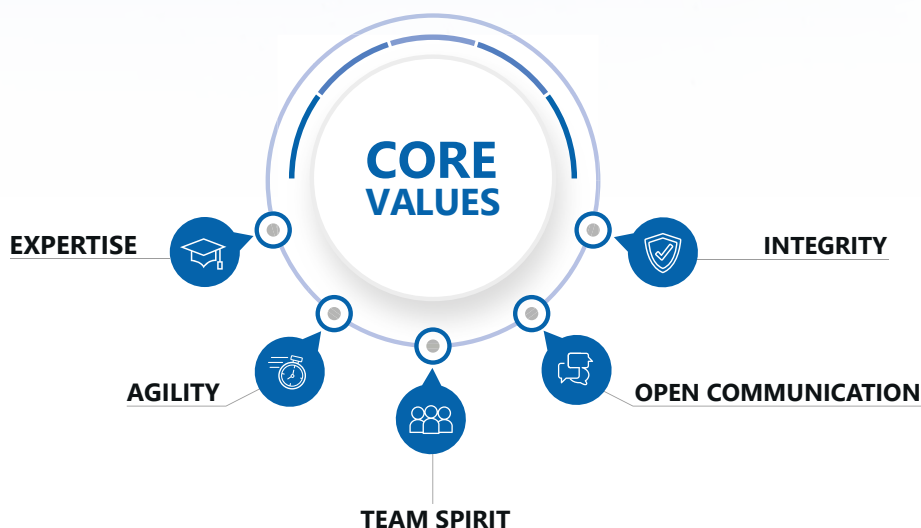 CORE
VALUES
EXPERTISE
INTEGRITY
AGILITY
OPEN COMMUNICATION
TEAM SPIRIT